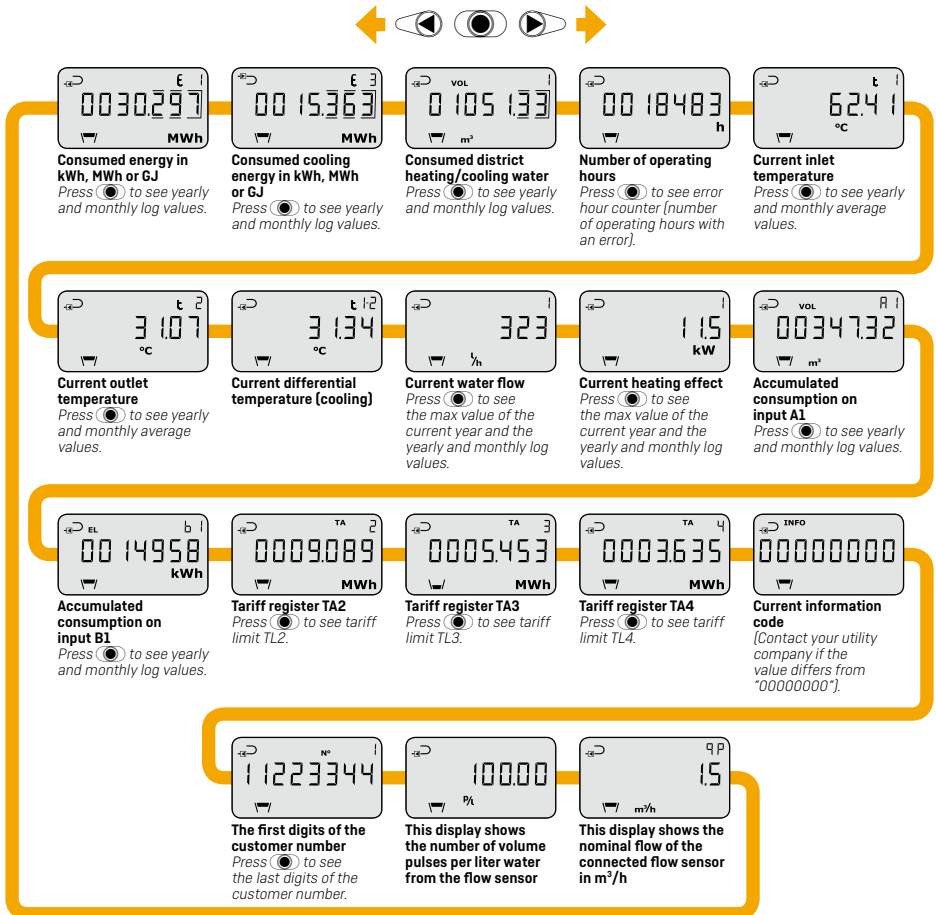 E 1
0030.297
MWh
Consumed energy in
kWh, MWh or GJ
Press to see yearly
and monthly log values.
E 3
0015.363
MWh
Consumed cooling
energy in kWh, MWh
or GJ
Press to see yearly
and monthly log values.
VOL 1
01051.33
m³
Consumed district
heating/cooling water
Press to see yearly
and monthly log values.
0018483
h
Number of operating
hours
Press to see error
hour counter (number
of operating hours with
an error).
t 1
62.41
°C
Current inlet
temperature
Press to see yearly
and monthly average
values.
t 2
31.07
°C
Current outlet
temperature
Press to see yearly
and monthly average
values.
t 1-2
31.34
°C
Current differential
temperature (cooling)
1
323
l/h
Current water flow
Press to see
the max value of the
current year and the
yearly and monthly log
values.
1
11.5
kW
Current heating effect
Press to see
the max value of the
current year and the
yearly and monthly log
values.
VOL A1
00347.32
m³
Accumulated
consumption on
input A1
Press to see yearly
and monthly log values.
EL b1
0014958
kWh
Accumulated
consumption on
input B1
Press to see yearly
and monthly log values.
TA 2
0009.089
MWh
Tariff register TA2
Press to see tariff
limit TL2.
TA 3
0005.453
MWh
Tariff register TA3
Press to see tariff
limit TL3.
TA 4
0003.635
MWh
Tariff register TA4
Press to see tariff
limit TL4.
INFO
00000000
Current information
code
(Contact your utility
company if the
value differs from
"00000000").
N° 1
11223344
The first digits of the
customer number
Press to see
the last digits of the
customer number.
100.00
P/l
This display shows
the number of volume
pulses per liter water
from the flow sensor
qP
1.5
m³/h
This display shows the
nominal flow of the
connected flow sensor
in m³/h